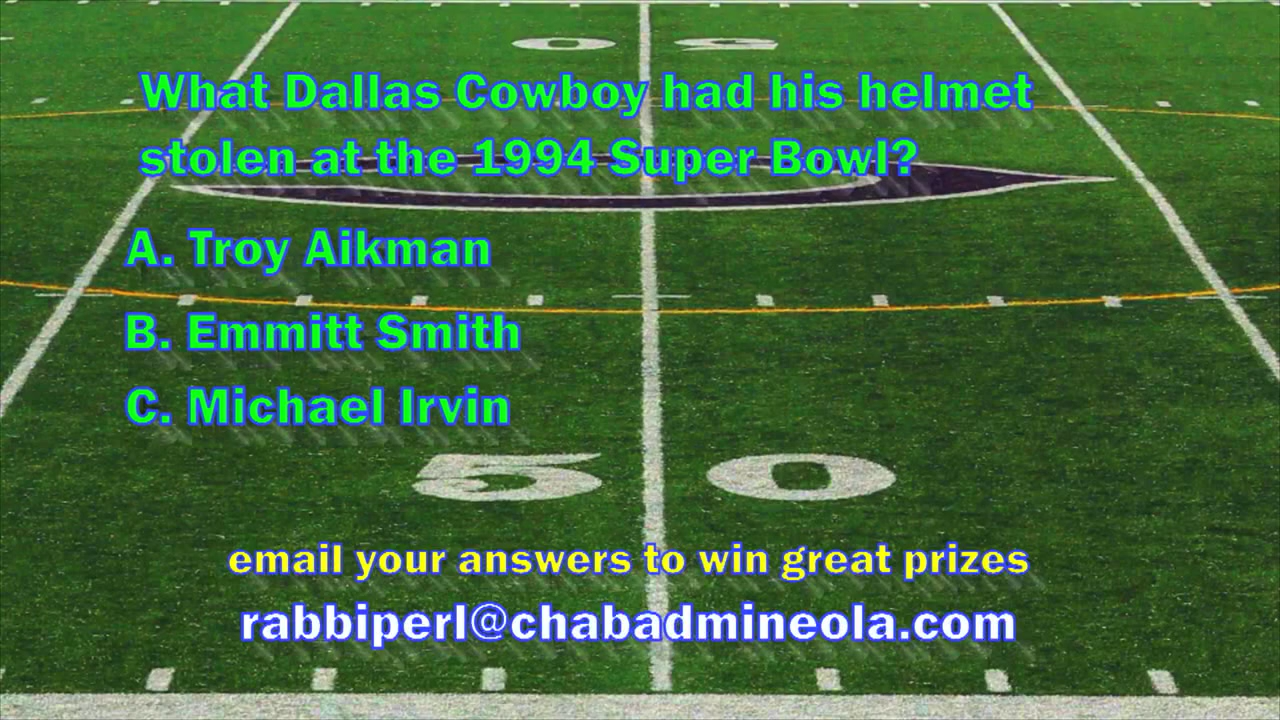 50
What Dallas Cowboy had his helmet
stolen at the 1994 Super Bowl?
A. Troy Aikman
B. Emmitt Smith
C. Michael Irvin
50
email your answers to win great prizes
rabbiperl@chabadmineola.com